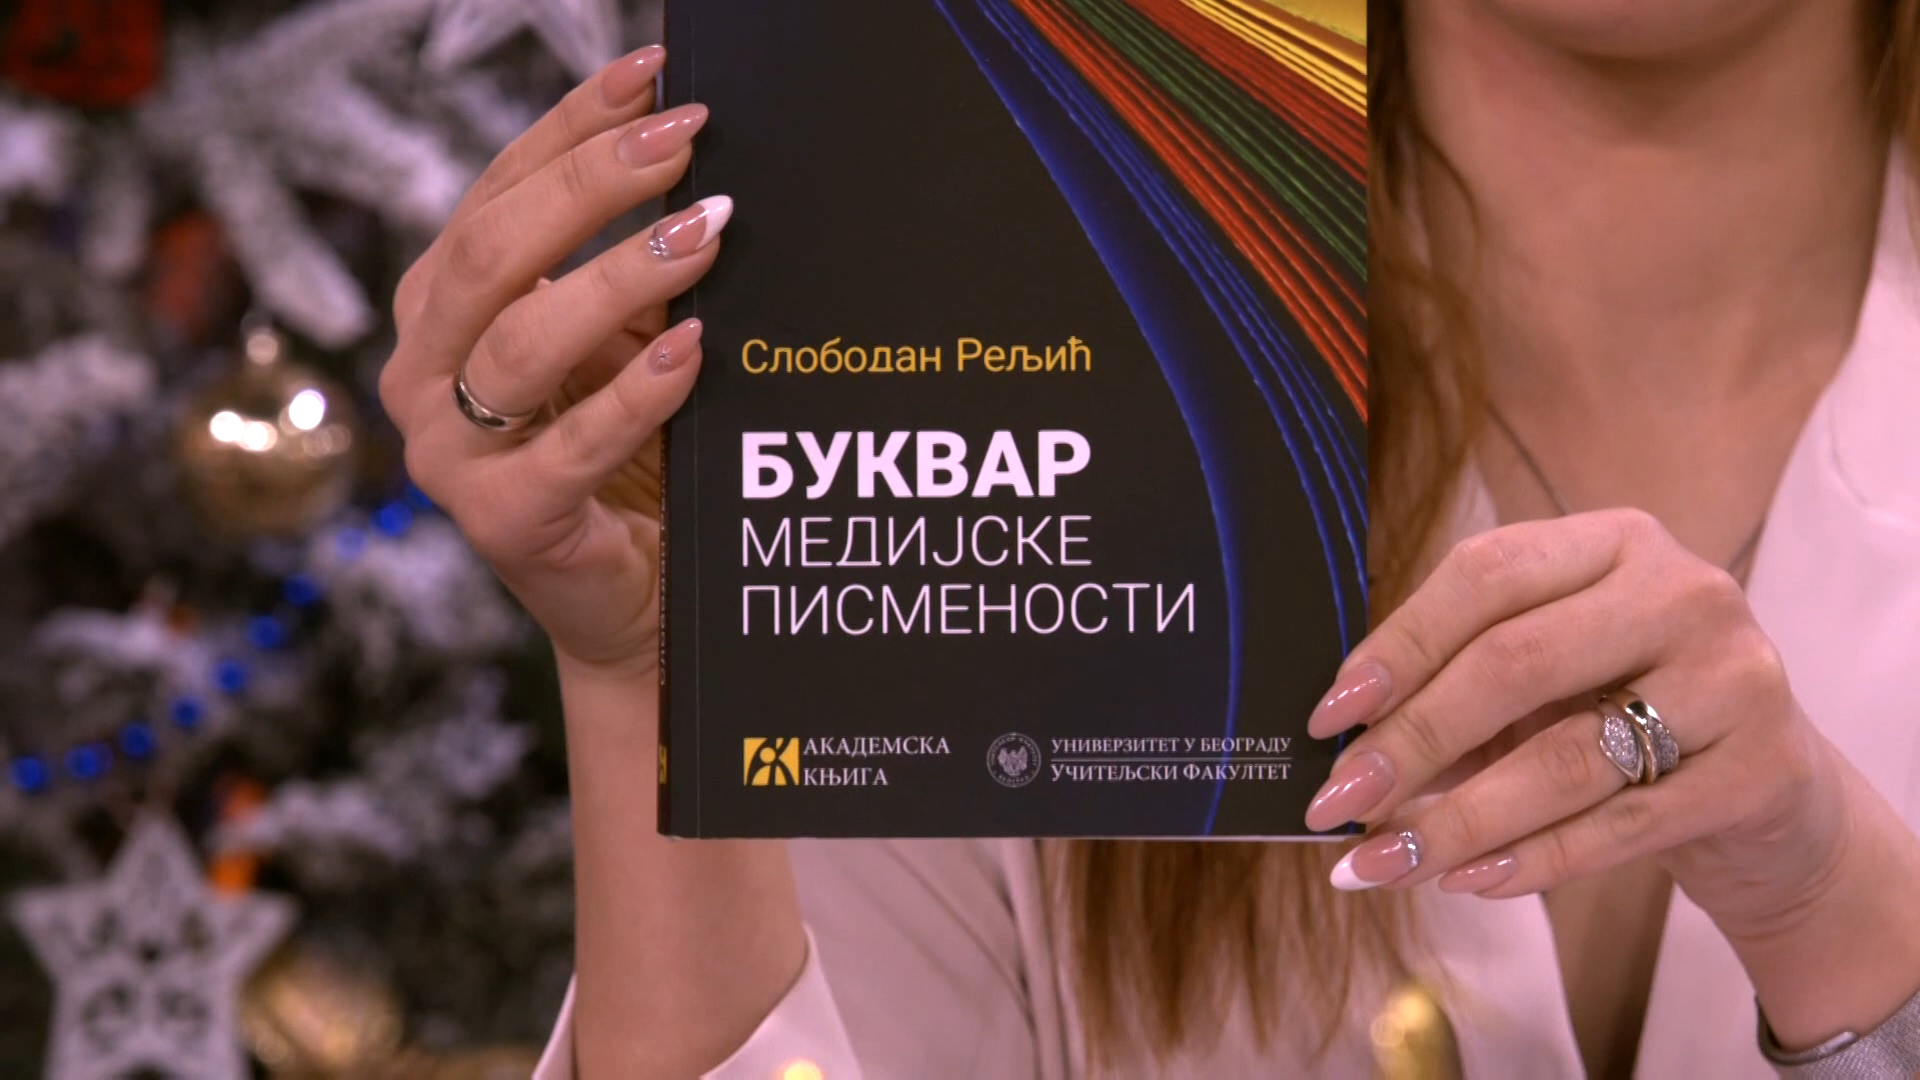 Слободан Рељић
БУКВАР
МЕДИЈСКЕ
ПИСМЕНОСТИ
АКАДЕМСКА
КЊИГА
УНИВЕРЗИТЕТ У БЕОГРАДУ
УЧИТЕЉСКИ ФАКУЛТЕТ